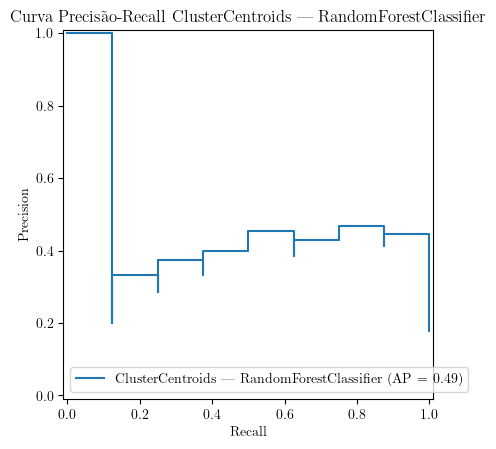 Curva Precisão-Recall ClusterCentroids — RandomForestClassifier
1.0
0.8
0.6
0.4
0.2
0.0
Precision
ClusterCentroids — RandomForestClassifier (AP = 0.49)
0.0 0.2 0.4 0.6 0.8 1.0
Recall